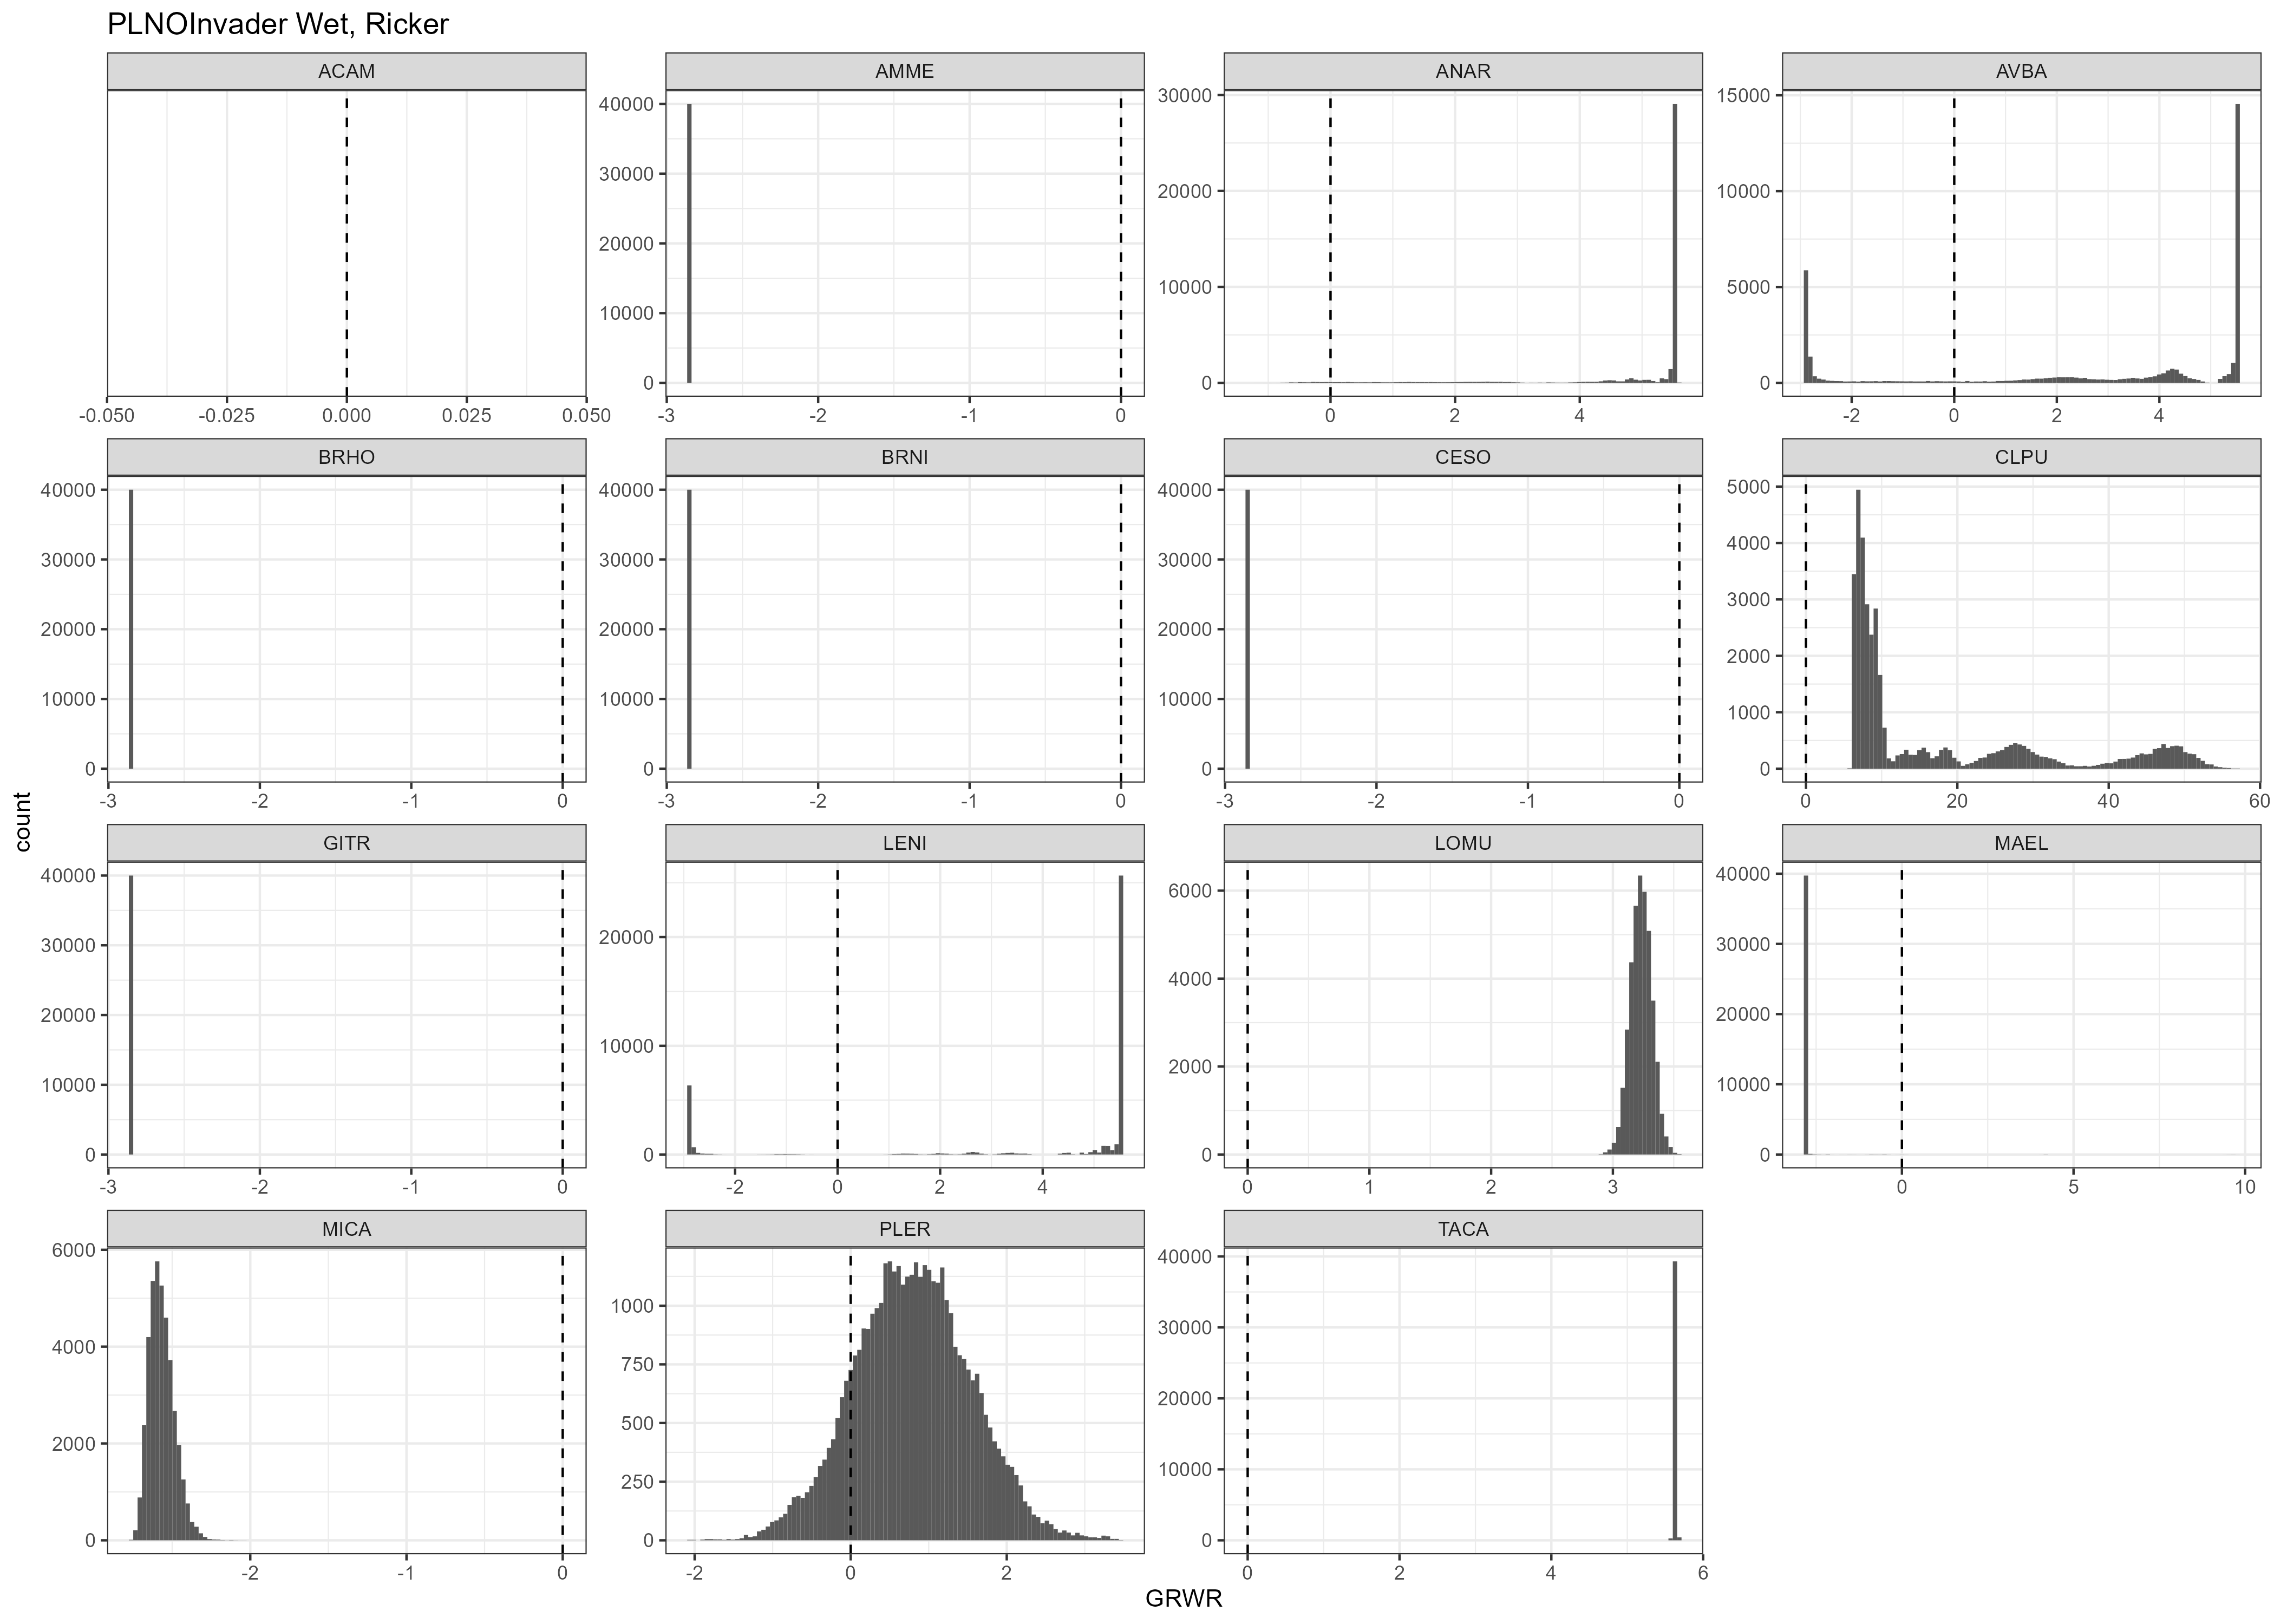 PLNOInvader Wet, Ricker
ACAM
AMME
ANAR
AVBA
-0.050 -0.025 0.000 0.025 0.050
40000
30000
20000
10000
0
-3 -2 -1 0
30000
20000
10000
0
0 2 4
15000
10000
5000
0
-2 0 2 4
BRHO
BRNI
CESO
CLPU
40000
30000
20000
10000
0
-3 -2 -1 0
40000
30000
20000
10000
0
-3 -2 -1 0
40000
30000
20000
10000
0
-3 -2 -1 0
5000
4000
3000
2000
1000
0
0 20 40 60
count
GITR
LENI
LOMU
MAEL
40000
30000
20000
10000
0
-3 -2 -1 0
20000
10000
0
-2 0 2 4
6000
4000
2000
0
0 1 2 3
40000
30000
20000
10000
0
0 5 10
MICA
PLER
TACA
6000
4000
2000
0
-2 -1 0
1000
750
500
250
0
-2 0 2
40000
30000
20000
10000
0
0 2 4 6
GRWR